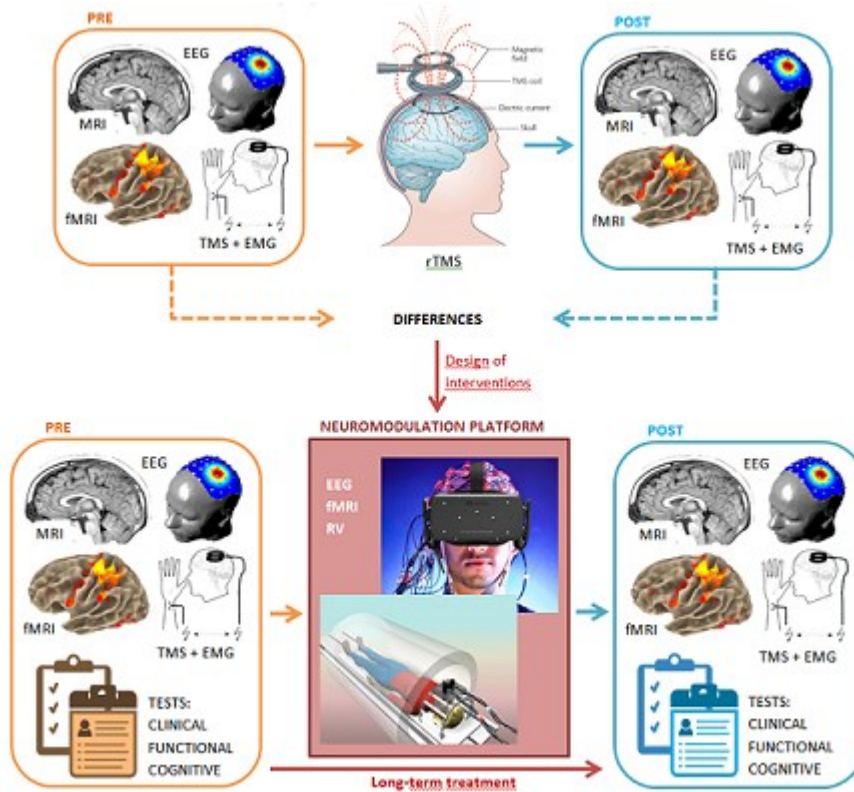 PRE
EEG
MRI
fMRI
TMS + EMG
Magnetic
field
TMS coil
Electric current
Skull
rTMS
POST
EEG
MRI
fMRI
TMS + EMG
DIFFERENCES
Design of
interventions
PRE
EEG
MRI
fMRI
TMS + EMG
TESTS:
CLINICAL
FUNCTIONAL
COGNITIVE
NEUROMODULATION PLATFORM
EEG
fMRI
RV
POST
EEG
MRI
fMRI
TMS + EMG
TESTS:
CLINICAL
FUNCTIONAL
COGNITIVE
Long-term treatment